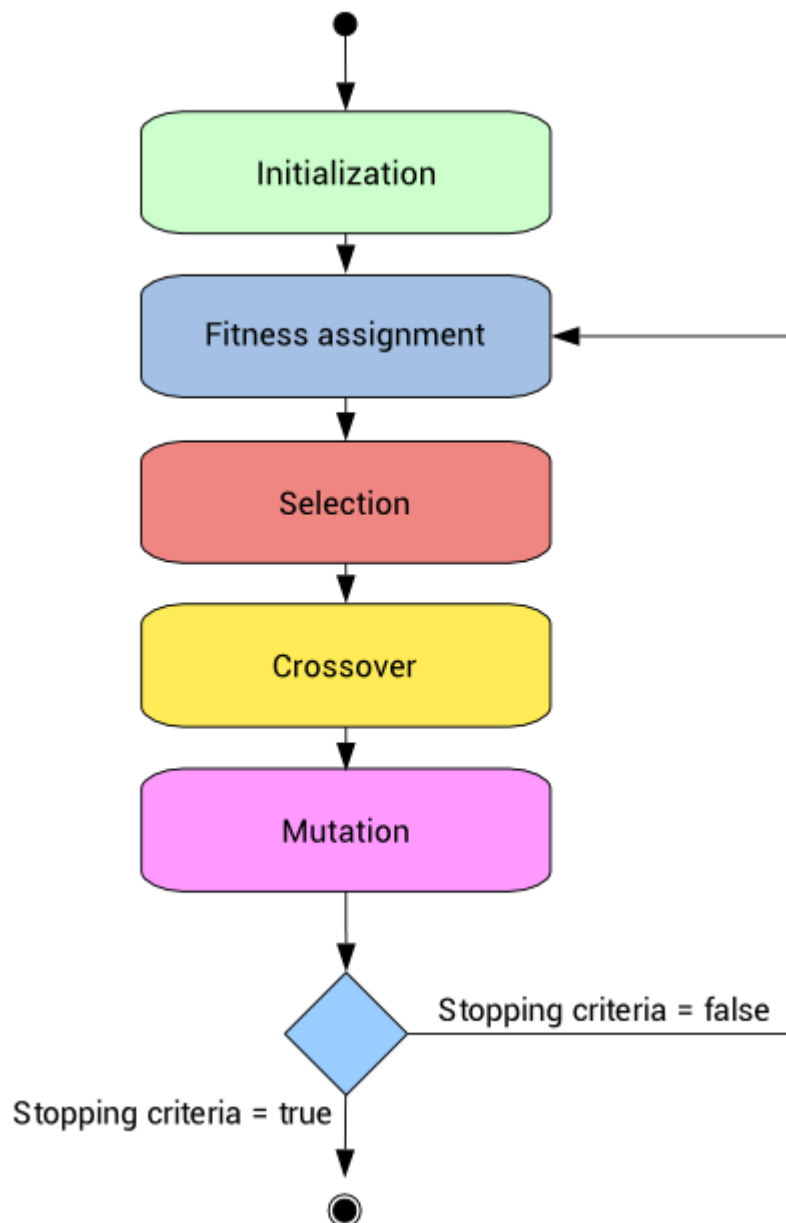 Initialization
Fitness assignment
Selection
Crossover
Mutation
Stopping criteria = false
Stopping criteria = true